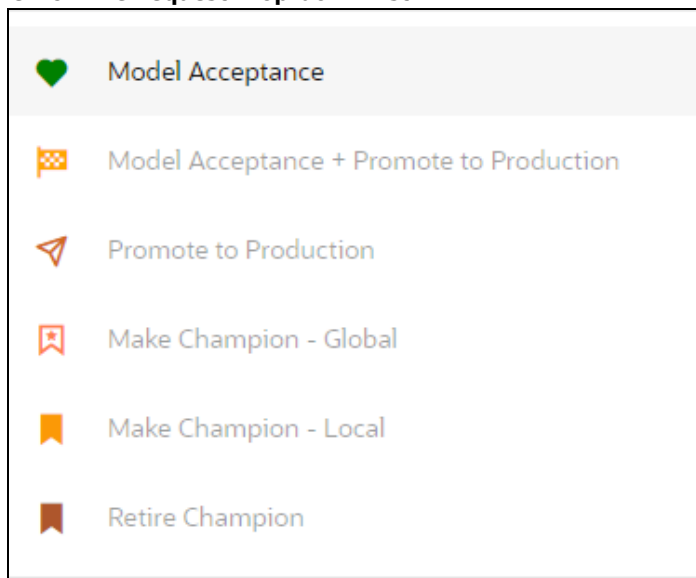 Model Acceptance
Model Acceptance + Promote to Production
Promote to Production
Make Champion - Global
Make Champion - Local
Retire Champion